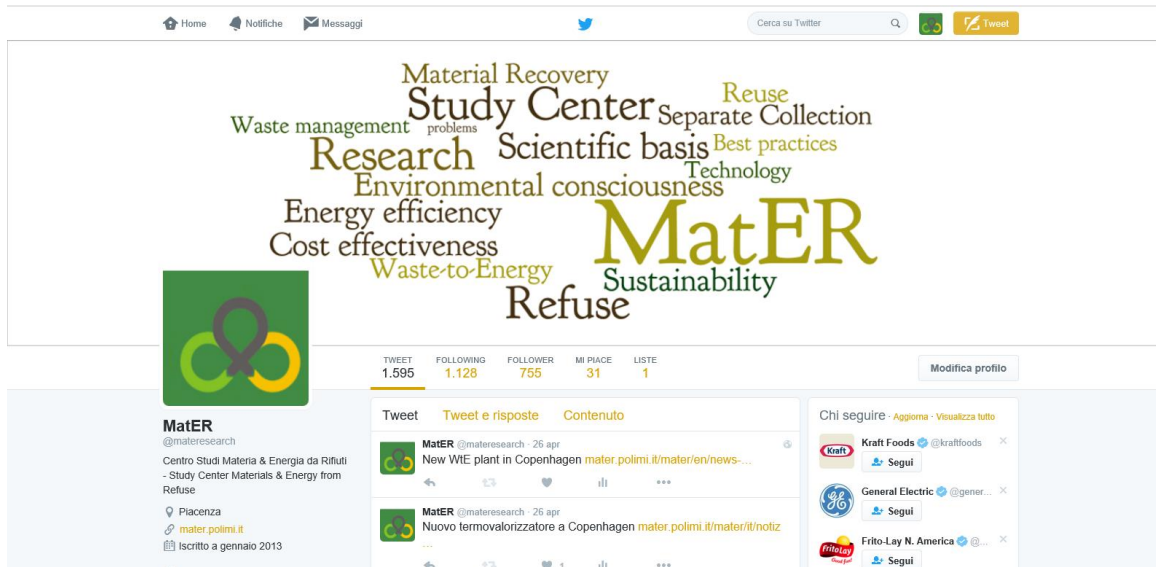 Home Notifiche Messaggi Cerca su Twitter Tweet
Material Recovery
Study Center
Reuse
Separate Collection
Waste management
problems
Research
Scientific basis
Best practices
Technology
Environmental consciousness
Energy efficiency
MatER
Cost effectiveness
Waste-to-Energy
Sustainability
Refuse
TWEET FOLLOWING FOLLOWER MI PIACE LISTE
1.595 1.128 755 31 1
Modifica profilo
MatER
@materesearch
Centro Studi Materia & Energia da Rifiuti
- Study Center Materials & Energy from
Refuse
Piacenza
mater.polimi.it
Iscritto a gennaio 2013
Tweet Tweet e risposte Contenuto
MatER @materesearch · 26 apr
New WtE plant in Copenhagen mater.polimi.it/mater/en/news-...
MatER @materesearch · 26 apr
Nuovo termovalorizzatore a Copenhagen mater.polimi.it/mater/it/notiz
...
1
Chi seguire · Aggiorna · Visualizza tutto
Kraft
Kraft Foods @kraftfoods
Segui
General Electric @gener...
Segui
FritoLay
Frito-Lay N. America @...
Segui